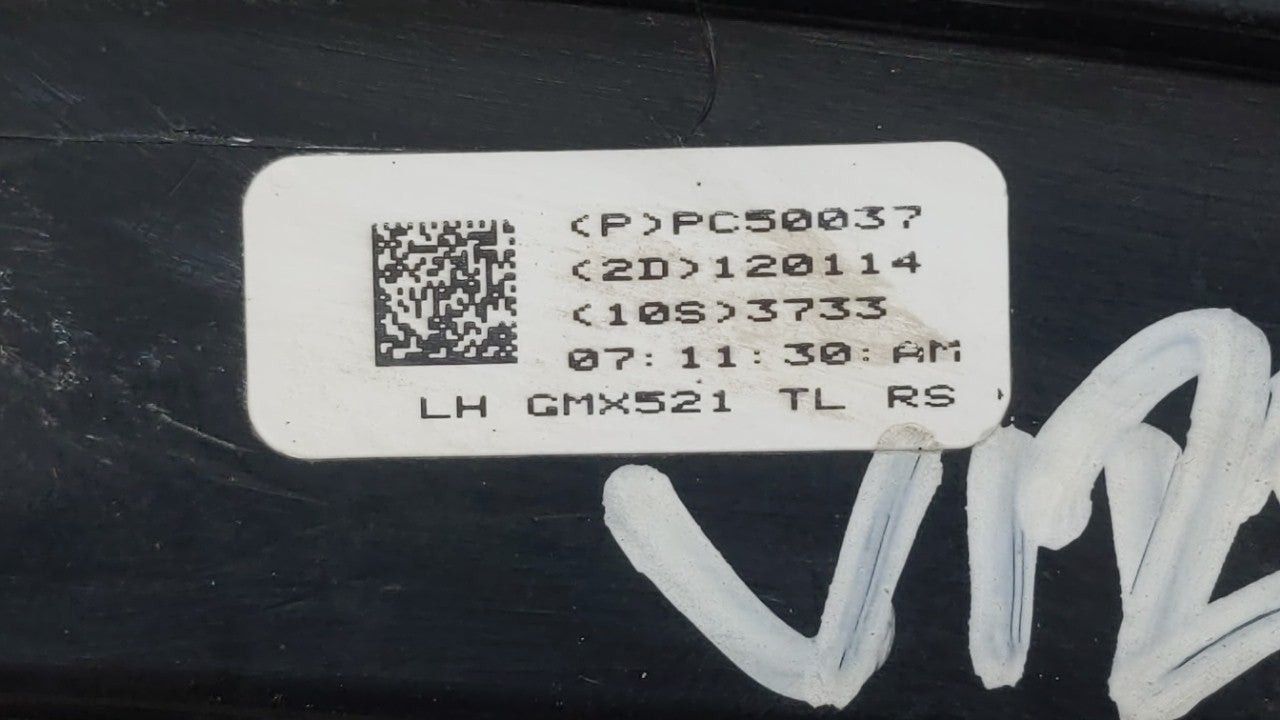 (P)PC50037
(2D)120114
(10S)3733
07:11:30:AM
LH GMX521 TL RS